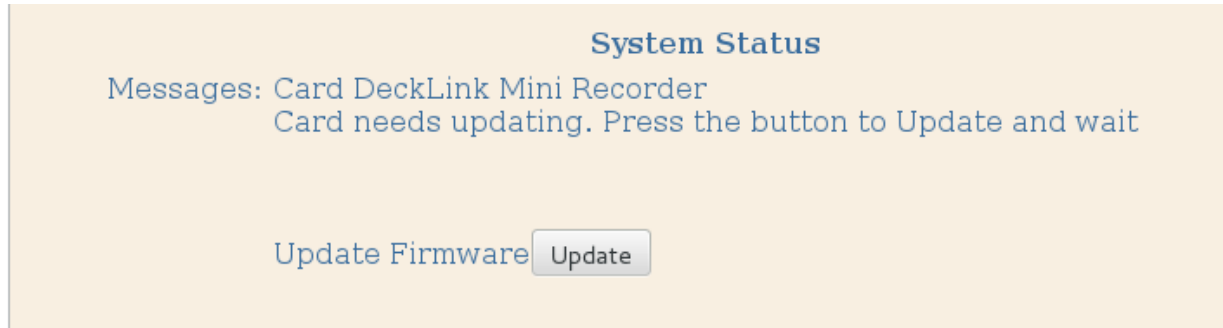 System Status
Messages: Card DeckLink Mini Recorder
Card needs updating. Press the button to Update and wait
Update Firmware Update